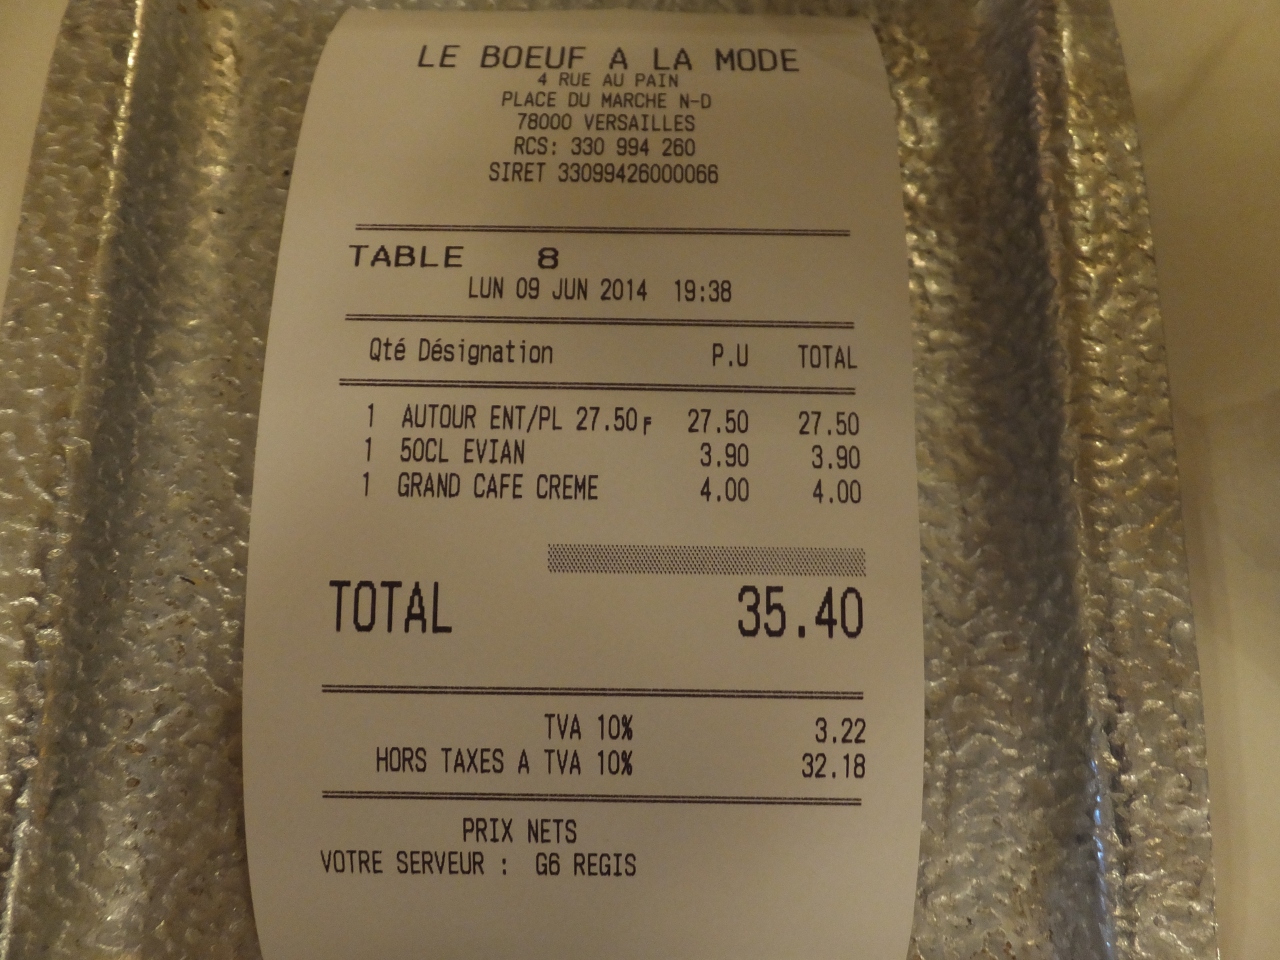 LE BOEUF A LA MODE
4 RUE AU PAIN
PLACE DU MARCHE N-D
78000 VERSAILLES
RCS: 330 994 260
SIRET 33099426000066
TABLE 8
LUN 09 JUN 2014 19:38
Qté Désignation P.U TOTAL
1 AUTOUR ENT/PL 27.50F 27.50 27.50
1 50CL EVIAN 3.90 3.90
1 GRAND CAFE CREME 4.00 4.00
TOTAL 35.40
TVA 10% 3.22
HORS TAXES A TVA 10% 32.18
PRIX NETS
VOTRE SERVEUR : G6 REGIS